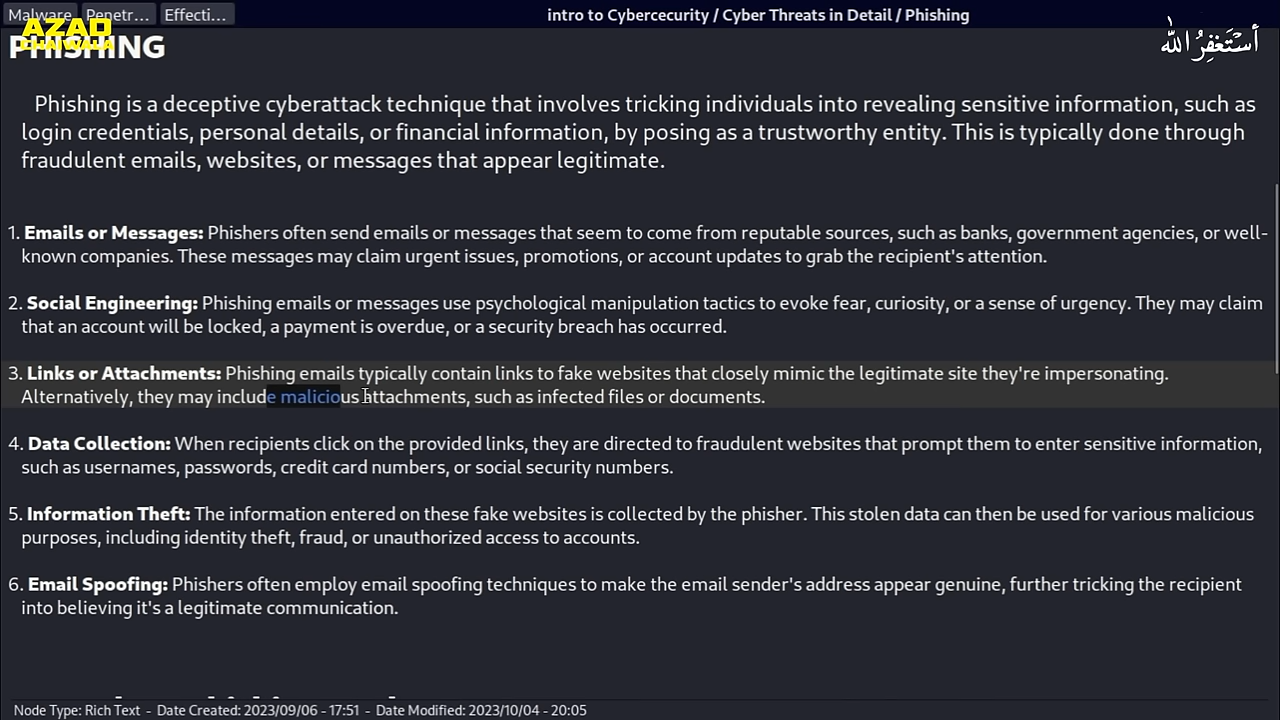 Malware Penetr... Effecti... intro to Cybercecurity / Cyber Threats in Detail / Phishing
AZAD
CHAIWALA
أستغفر الله
PHISHING
Phishing is a deceptive cyberattack technique that involves tricking individuals into revealing sensitive information, such as
login credentials, personal details, or financial information, by posing as a trustworthy entity. This is typically done through
fraudulent emails, websites, or messages that appear legitimate.
1. Emails or Messages: Phishers often send emails or messages that seem to come from reputable sources, such as banks, government agencies, or well-
known companies. These messages may claim urgent issues, promotions, or account updates to grab the recipient's attention.
2. Social Engineering: Phishing emails or messages use psychological manipulation tactics to evoke fear, curiosity, or a sense of urgency. They may claim
that an account will be locked, a payment is overdue, or a security breach has occurred.
3. Links or Attachments: Phishing emails typically contain links to fake websites that closely mimic the legitimate site they're impersonating.
Alternatively, they may include malicious attachments, such as infected files or documents.
4. Data Collection: When recipients click on the provided links, they are directed to fraudulent websites that prompt them to enter sensitive information,
such as usernames, passwords, credit card numbers, or social security numbers.
5. Information Theft: The information entered on these fake websites is collected by the phisher. This stolen data can then be used for various malicious
purposes, including identity theft, fraud, or unauthorized access to accounts.
6. Email Spoofing: Phishers often employ email spoofing techniques to make the email sender's address appear genuine, further tricking the recipient
into believing it's a legitimate communication.
Node Type: Rich Text - Date Created: 2023/09/06 - 17:51 - Date Modified: 2023/10/04 - 20:05